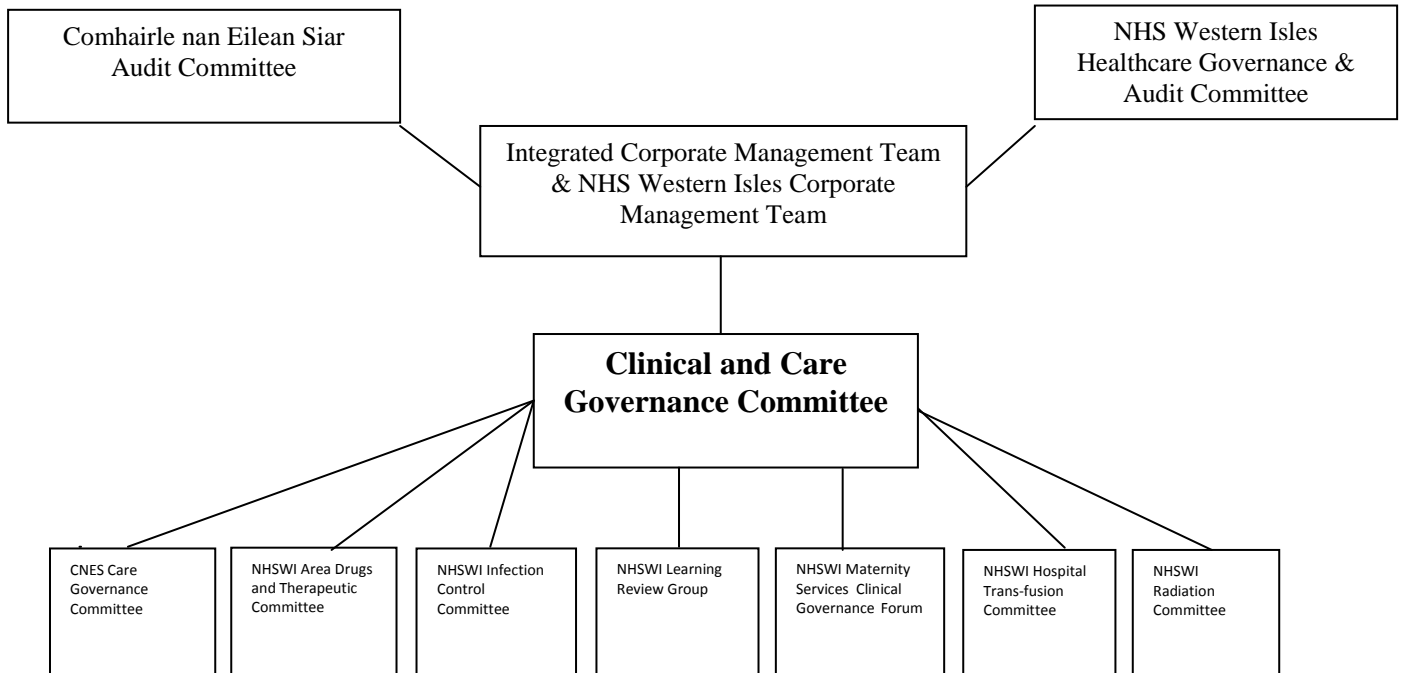 Comhairle nan Eilean Siar
Audit Committee
NHS Western Isles
Healthcare Governance &
Audit Committee
Integrated Corporate Management Team
& NHS Western Isles Corporate
Management Team
Clinical and Care
Governance Committee
CNES Care
Governance
Committee
NHSWI Area Drugs
and Therapeutic
Committee
NHSWI Infection
Control
Committee
NHSWI Learning
Review Group
NHSWI Maternity
Services Clinical
Governance Forum
NHSWI Hospital
Trans-fusion
Committee
NHSWI
Radiation
Committee